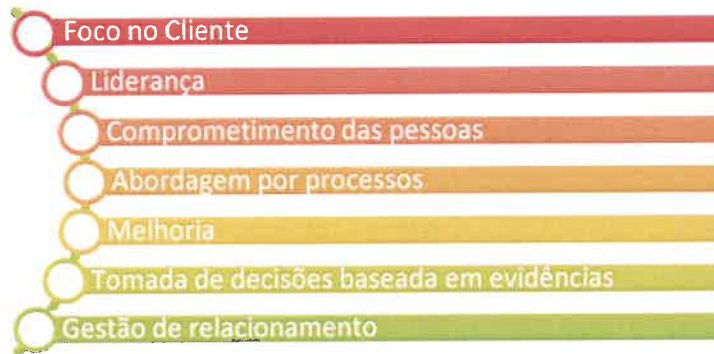 Foco no Cliente
Liderança
Comprometimento das pessoas
Abordagem por processos
Melhoria
Tomada de decisões baseada em evidências
Gestão de relacionamento